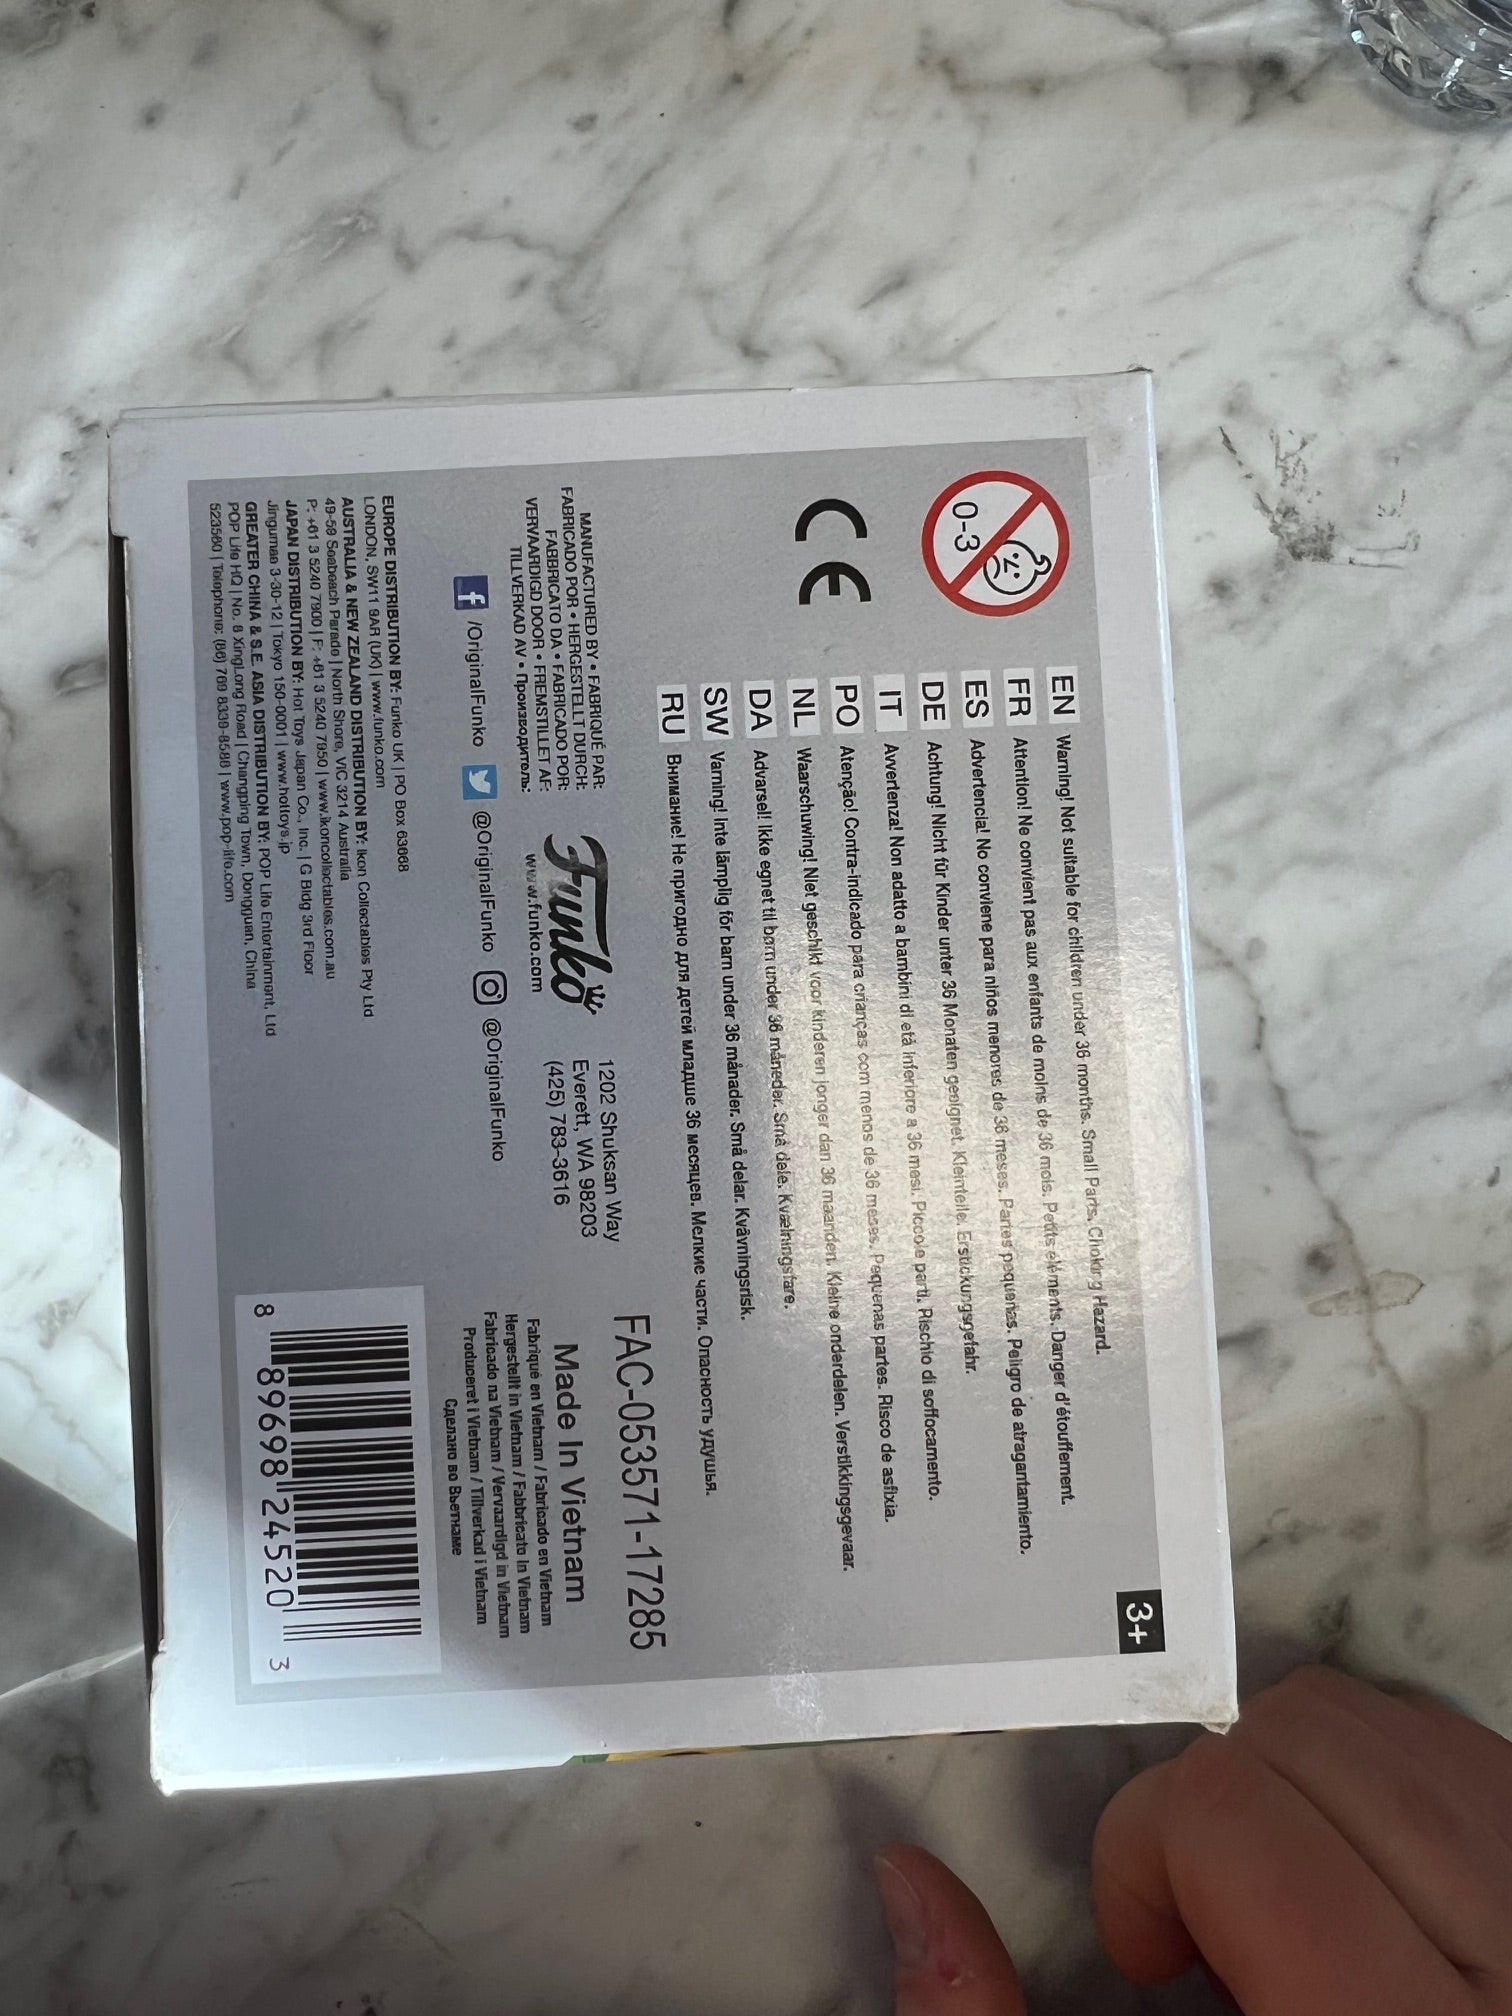 3+
0-3
CE
EN Warning! Not suitable for children under 36 months. Small Parts. Choking Hazard.
FR Attention! Ne convient pas aux enfants de moins de 36 mois. Petits éléments. Danger d'étouffement.
ES Advertencia! No conviene para niños menores de 36 meses. Partes pequeñas. Peligro de atragantamiento.
DE Achtung! Nicht für Kinder unter 36 Monaten geeignet. Kleinteile. Erstickungsgefahr.
IT Avvertenza! Non adatto a bambini di età inferiore a 36 mesi. Piccole parti. Rischio di soffocamento.
PO Atenção! Contra-indicado para crianças com menos de 36 meses. Pequenas partes. Risco de asfixia.
NL Waarschuwing! Niet geschikt voor kinderen jonger dan 36 maanden. Kleine onderdelen. Verstikkingsgevaar.
DA Advarsel! Ikke egnet til børn under 36 måneder. Små dele. Kvælningsfare.
SW Varning! Inte lämplig för barn under 36 månader. Små delar. Kvävningsrisk.
RU Внимание! Не пригодно для детей младше 36 месяцев. Мелкие части. Опасность удушья.
MANUFACTURED BY • FABRIQUÉ PAR:
FABRICADO POR • HERGESTELLT DURCH:
FABBRICATO DA • FABRICADO POR:
VERVAARDIGD DOOR • FREMSTILLET AF:
TILLVERKAD AV • Производитель:
Funko
www.funko.com
1202 Shuksan Way
Everett, WA 98203
(425) 783-3616
FAC-053571-17285
Made In Vietnam
Fabriqué en Vietnam / Fabricado en Vietnam
Hergestellt in Vietnam / Fabbricato In Vietnam
Fabricado na Vietnam / Vervaardigd in Vietnam
Produceret i Vietnam / Tillverkad i Vietnam
Сделано во Вьетнаме
/OriginalFunko @OriginalFunko @OriginalFunko
EUROPE DISTRIBUTION BY: Funko UK | PO Box 63668
LONDON, SW11 9AR (UK) | www.funko.com
AUSTRALIA & NEW ZEALAND DISTRIBUTION BY: Ikon Collectables Pty Ltd
49-59 Seabeach Parade | North Shore, VIC 3214 Australia
P: +61 3 5240 7900 | F: +61 3 5240 7950 | www.ikoncollectables.com.au
JAPAN DISTRIBUTION BY: Hot Toys Japan Co., Inc. | G Bldg 3rd Floor
Jingumae 3-30-12 | Tokyo 150-0001 | www.hottoys.jp
GREATER CHINA & S.E. ASIA DISTRIBUTION BY: POP Life Entertainment, Ltd
POP Life HQ | No. 8 XingLong Road | Changping Town, Dongguan, China
523560 | Telephone: (86) 769 8339-8588 | www.pop-life.com
8 89698 24520 3